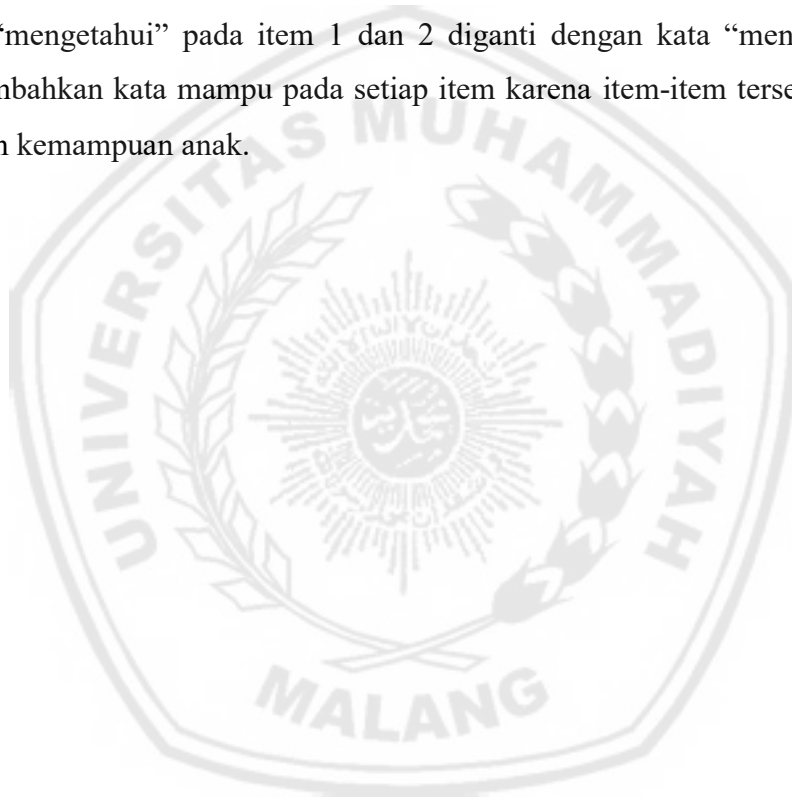 “mengetahui” pada item 1 dan 2 diganti dengan kata “men
mbahkan kata mampu pada setiap item karena item-item terse
n kemampuan anak.
UNIVERSITAS MUHAMMADIYAH
MALANG